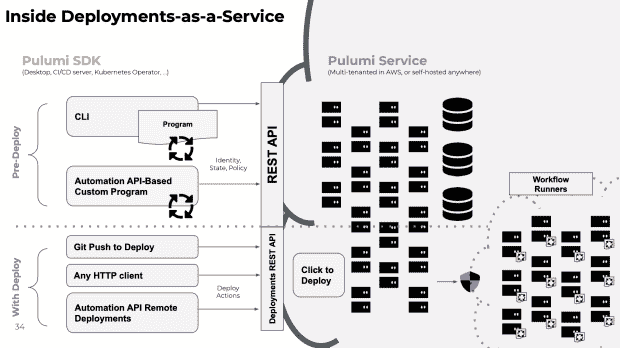 Inside Deployments-as-a-Service
Pulumi SDK
(Desktop, CI/CD server, Kubernetes Operator, ...)
Pulumi Service
(Multi-tenanted in AWS, or self-hosted anywhere)
Pre-Deploy
CLI
Program
Automation API-Based
Custom Program
Identity,
State, Policy
REST API
Workflow
Runners
With Deploy
Git Push to Deploy
Any HTTP client
Automation API Remote
Deployments
Deploy
Actions
Deployments REST API
Click to
Deploy
34